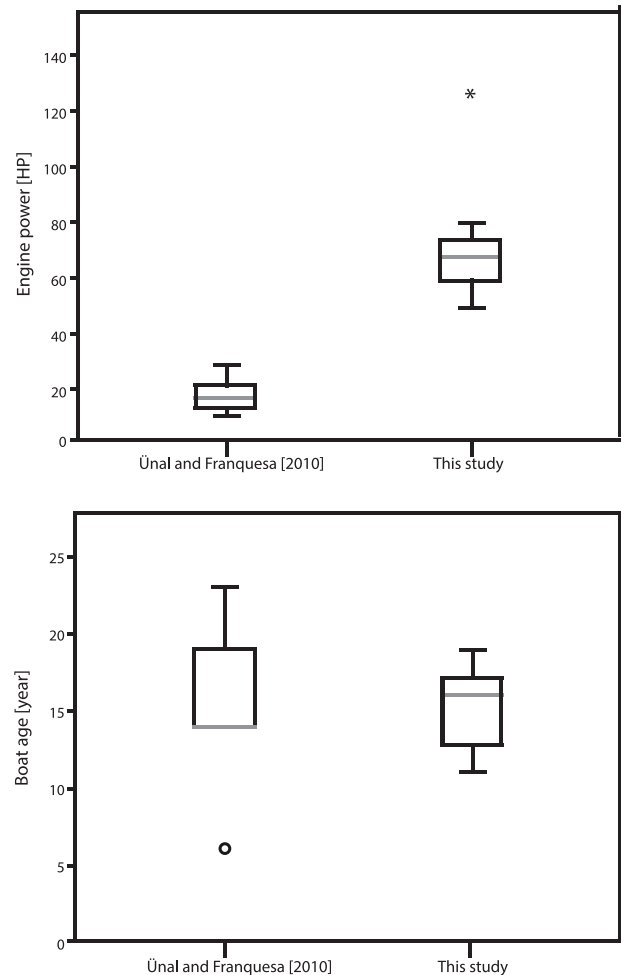 140
120
100
80
60
40
20
0
Engine power [HP]
*
Ünal and Franquesa [2010]
This study
25
20
15
10
5
0
Boat age [year]
Ünal and Franquesa [2010]
This study